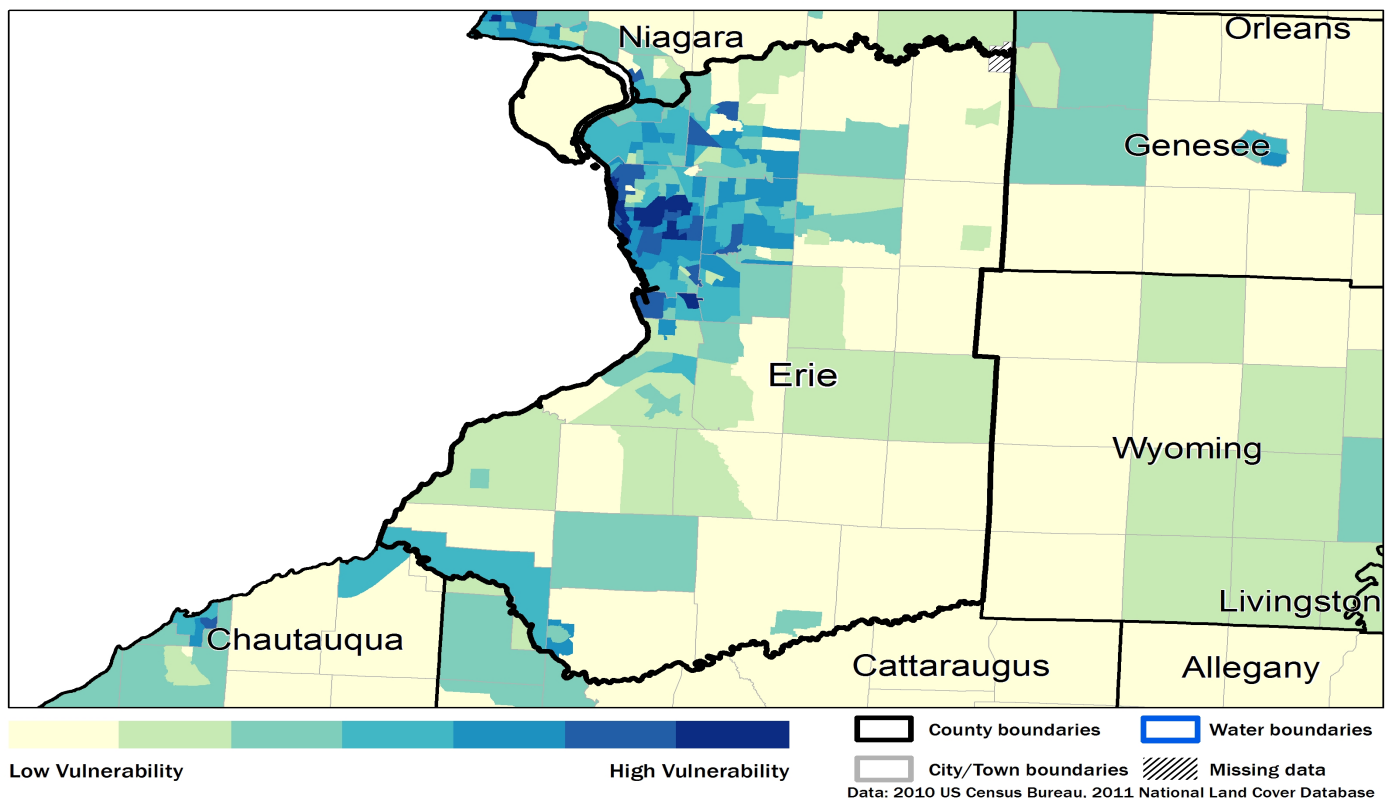 Niagara
Orleans
Genesee
Erie
Wyoming
Livingston
Chautauqua
Cattaraugus
Allegany
Low Vulnerability
High Vulnerability
County boundaries
Water boundaries
City/Town boundaries
Missing data
Data: 2010 US Census Bureau, 2011 National Land Cover Database